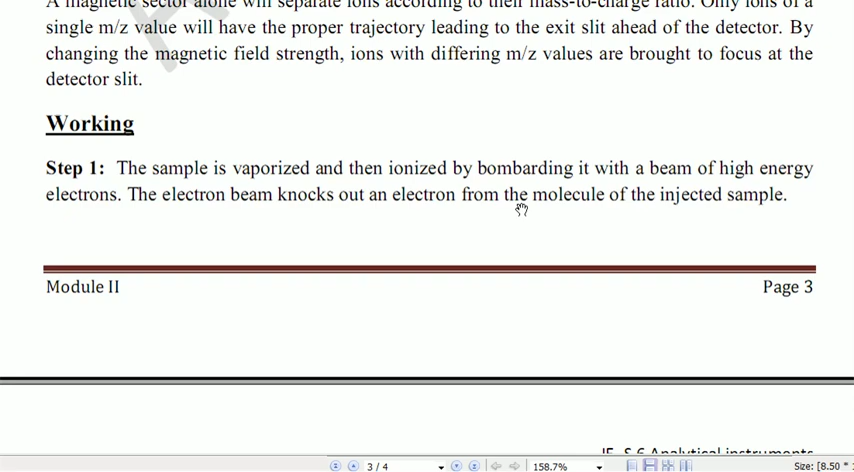 A magnetic sector alone will separate ions according to their mass-to-charge ratio. Only ions of a
single m/z value will have the proper trajectory leading to the exit slit ahead of the detector. By
changing the magnetic field strength, ions with differing m/z values are brought to focus at the
detector slit.
Working
Step 1: The sample is vaporized and then ionized by bombarding it with a beam of high energy
electrons. The electron beam knocks out an electron from the molecule of the injected sample.
Module II Page 3
IE S 6 Analytical instruments
3 / 4 158.7% Size: [8.50 *